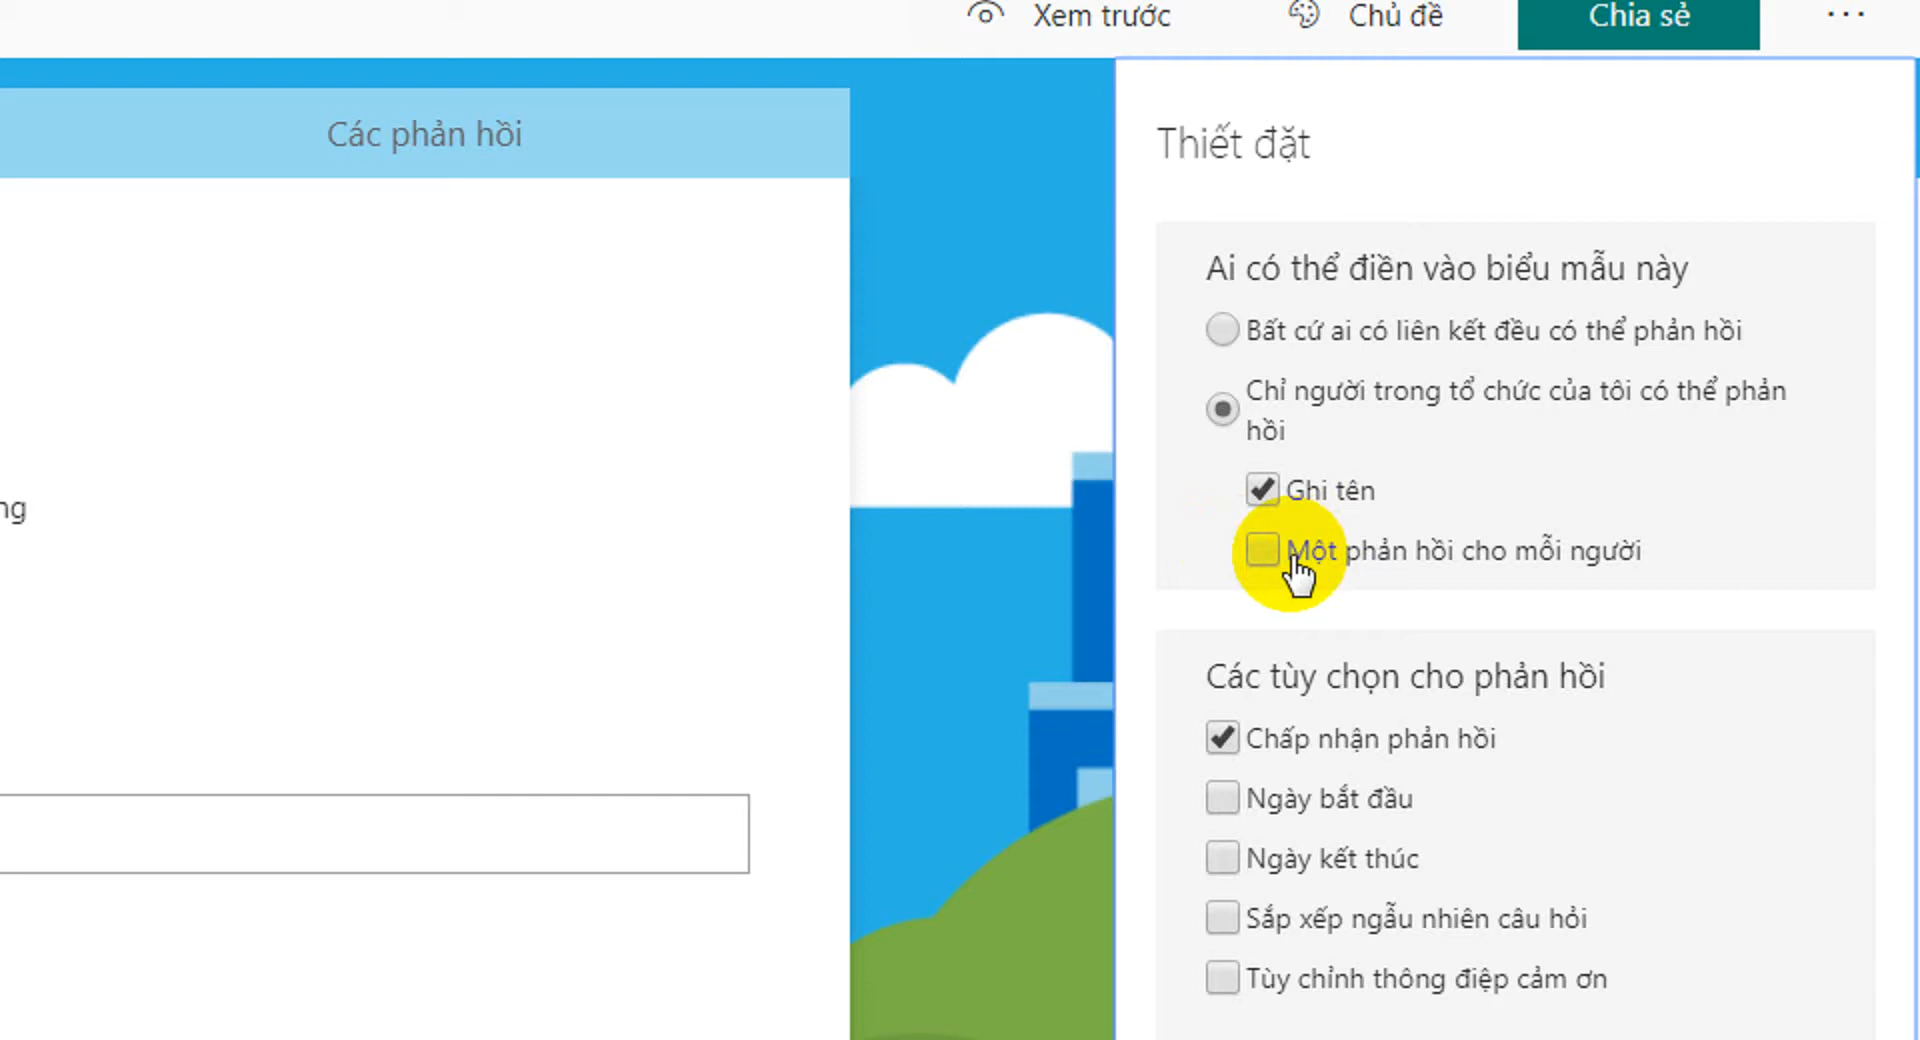 Xem trước
Chủ đề
Chia sẻ
Các phản hồi
Thiết đặt
Ai có thể điền vào biểu mẫu này
Bất cứ ai có liên kết đều có thể phản hồi
Chỉ người trong tổ chức của tôi có thể phản
hồi
ng
Ghi tên
Một phản hồi cho mỗi người
Các tùy chọn cho phản hồi
Chấp nhận phản hồi
Ngày bắt đầu
Ngày kết thúc
Sắp xếp ngẫu nhiên câu hỏi
Tùy chỉnh thông điệp cảm ơn